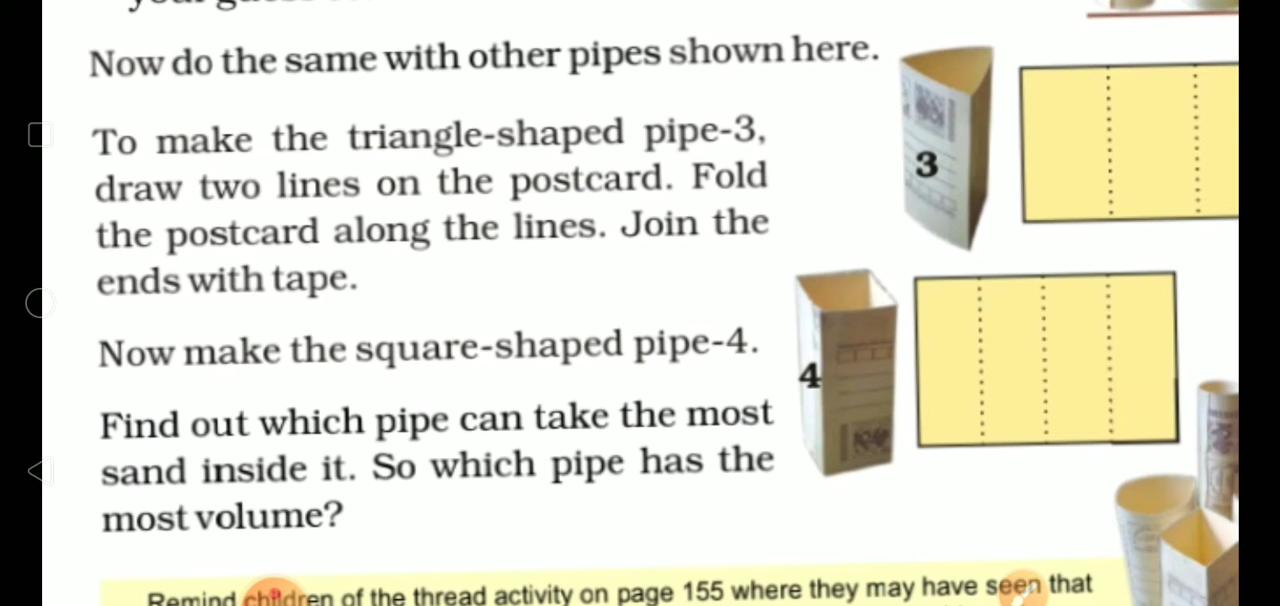 Now do the same with other pipes shown here.
To make the triangle-shaped pipe-3,
draw two lines on the postcard. Fold
the postcard along the lines. Join the
ends with tape.
3
Now make the square-shaped pipe-4.
4
Find out which pipe can take the most
sand inside it. So which pipe has the
most volume?
Remind children of the thread activity on page 155 where they may have seen that